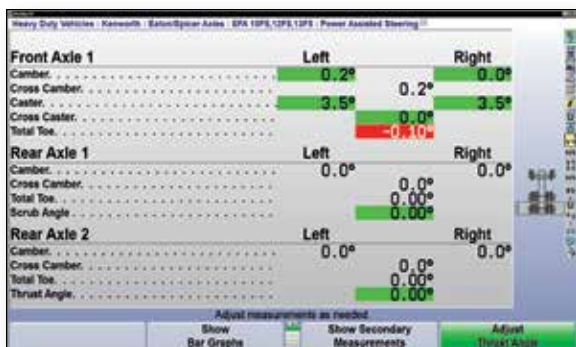 Heavy Duty Vehicles : Kenworth : Eaton/Spicer Axles : EFA 10F5,12F5,13F5 : Power Assisted Steering
Front Axle 1 Left Right
Camber. 0.2° 0.0°
Cross Camber. 0.2°
Caster. 3.5° 3.5°
Cross Caster. 0.0°
Total Toe. -0.10°
Rear Axle 1 Left Right
Camber. 0.0° 0.0°
Cross Camber. 0.0°
Total Toe. 0.00°
Scrub Angle 0.00°
Rear Axle 2 Left Right
Camber. 0.0° 0.0°
Cross Camber. 0.0°
Total Toe. 0.00°
Thrust Angle. 0.00°
Adjust measurements as needed
Show Bar Graphs
Show Secondary Measurements
Adjust Thrust Angle